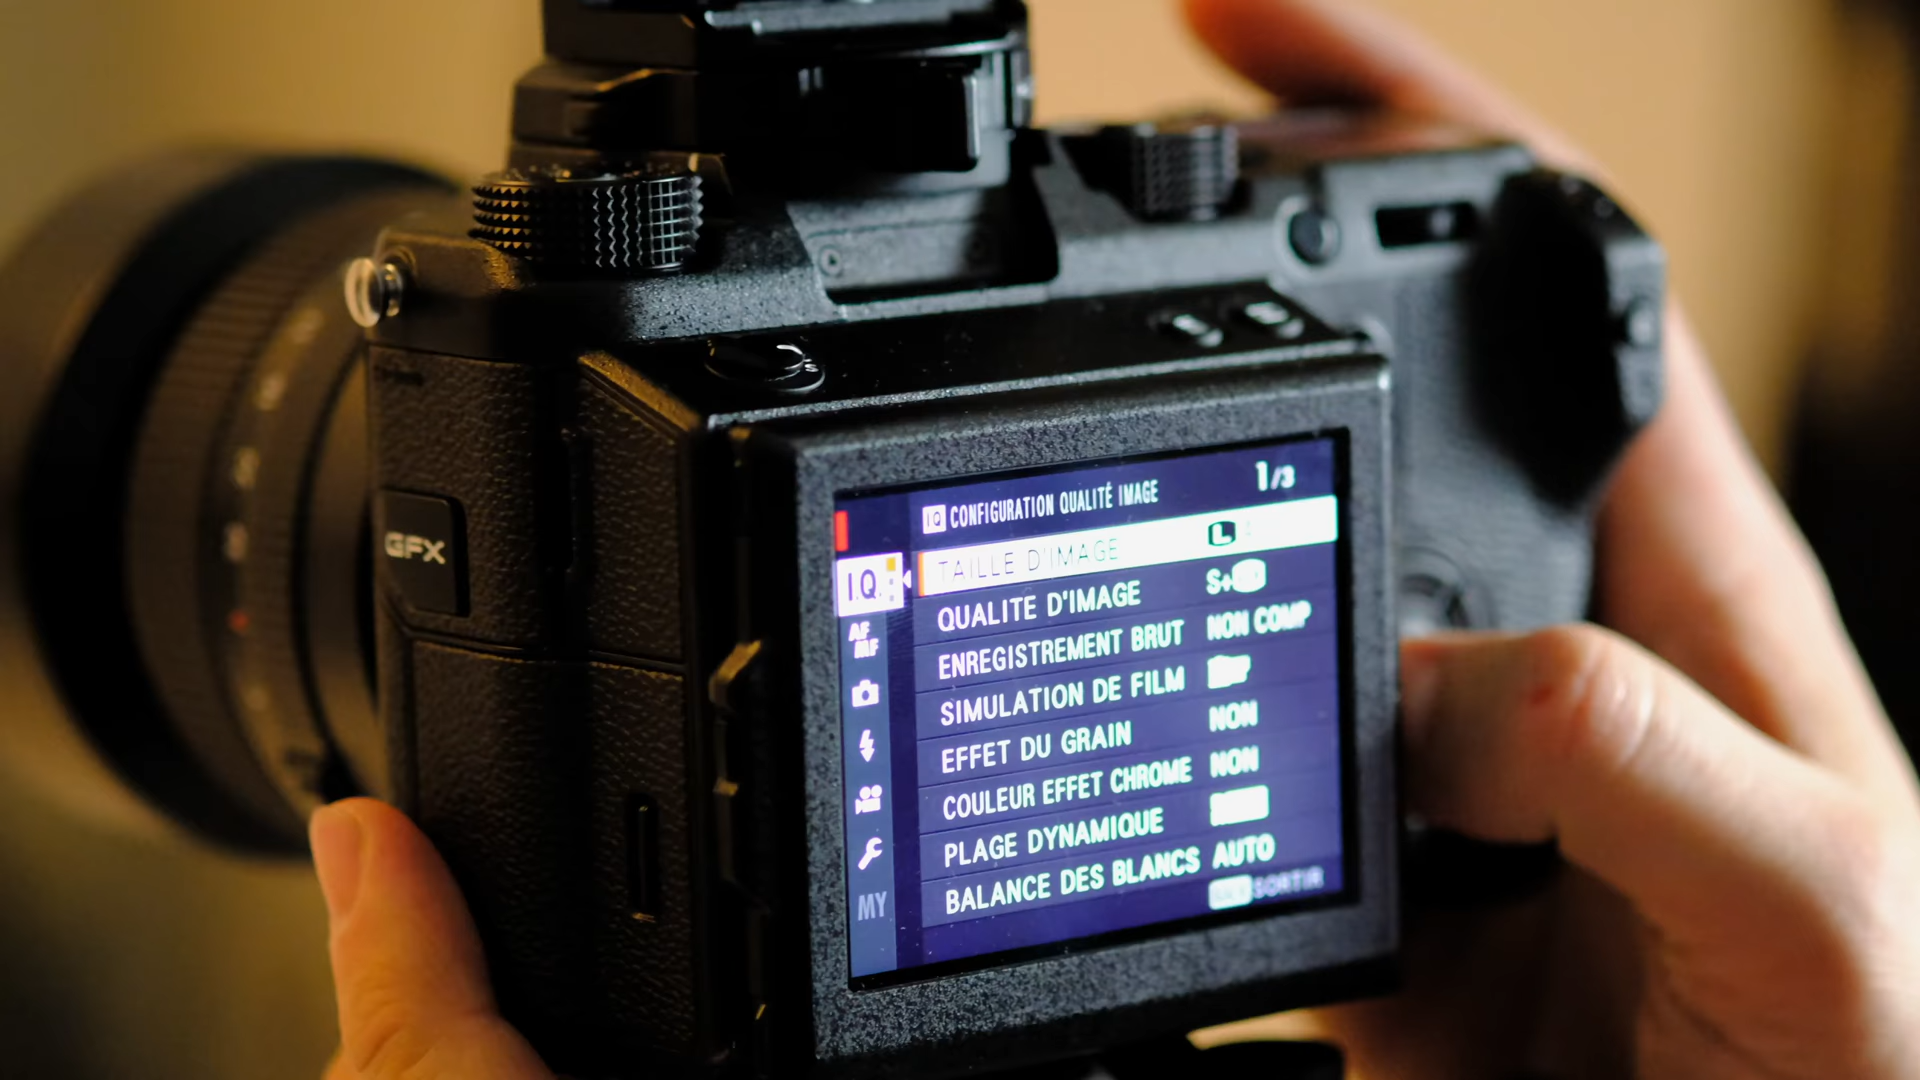 GFX
1/3
I.Q. CONFIGURATION QUALITÉ IMAGE
TAILLE D'IMAGE L
I.Q. QUALITE D'IMAGE S+
AF MF ENREGISTREMENT BRUT NON COMP
SIMULATION DE FILM
EFFET DU GRAIN NON
COULEUR EFFET CHROME NON
PLAGE DYNAMIQUE
MY BALANCE DES BLANCS AUTO
SORTIR